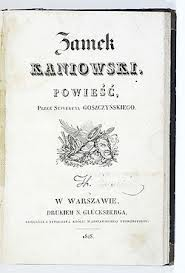 Zamek
KANIOWSKI.
POWIEŚĆ,
PRZEZ SEWERYNA GOSZCZYŃSKIEGO.
W WARSZAWIE,
DRUKIEM N. GLÜCKSBERGA,
1828.